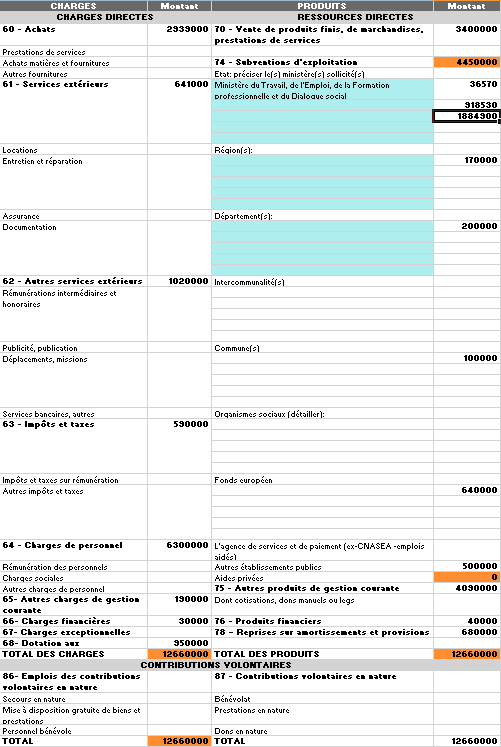 CHARGES Montant PRODUITS Montant
CHARGES DIRECTES RESSOURCES DIRECTES
60 - Achats 2939000 70 - Vente de produits finis, de marchandises,
prestations de services 3400000
Prestations de services
Achats matières et fournitures 74 - Subventions d'exploitation 4450000
Autres fournitures Etat: préciser le(s) ministère(s) sollicité(s)
61 - Services extérieurs 641000 Ministère du Travail, de l'Emploi, de la Formation 36570
professionnelle et du Dialogue social
918530
1884900
Locations Région(s):
Entretien et réparation 170000
Assurance Département(s):
Documentation 200000
62 - Autres services extérieurs 1020000 Intercommunalité(s)
Rémunérations intermédiaires et
honoraires
Publicité, publication Commune(s)
Déplacements, missions 100000
Services bancaires, autres Organismes sociaux (détailler):
63 - Impôts et taxes 590000
Impôts et taxes sur rémunération Fonds européen
Autres impôts et taxes 640000
64 - Charges de personnel 6300000 L'agence de services et de paiement (ex-CNASEA -emplois
aidés)
Rémunération des personnels Autres établissements publics 500000
Charges sociales Aides privées 0
Autres charges de personnel 75 - Autres produits de gestion courante 4090000
65- Autres charges de gestion
courante 190000 Dont cotisations, dons manuels ou legs
66- Charges financières 30000 76 - Produits financiers 40000
67- Charges exceptionnelles 78 - Reprises sur amortissements et provisions 680000
68- Dotation aux 950000
TOTAL DES CHARGES 12660000 TOTAL DES PRODUITS 12660000
CONTRIBUTIONS VOLONTAIRES
86- Emplois des contributions
volontaires en nature 87 - Contributions volontaires en nature
Secours en nature Bénévolat
Mise à disposition gratuite de biens et
prestations Prestations en nature
Personnel bénévole Dons en nature
TOTAL 12660000 TOTAL 12660000